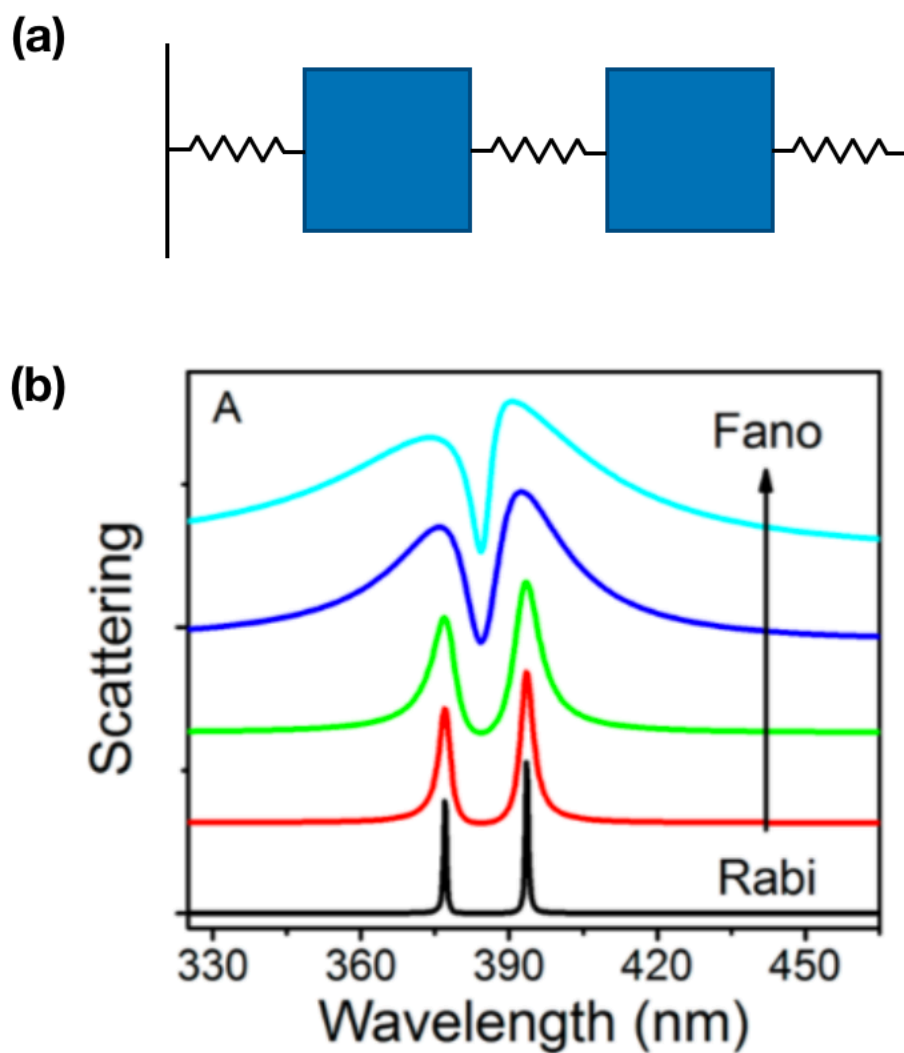 (a)
(b)
A
Fano
Scattering
Rabi
330 360 390 420 450
Wavelength (nm)